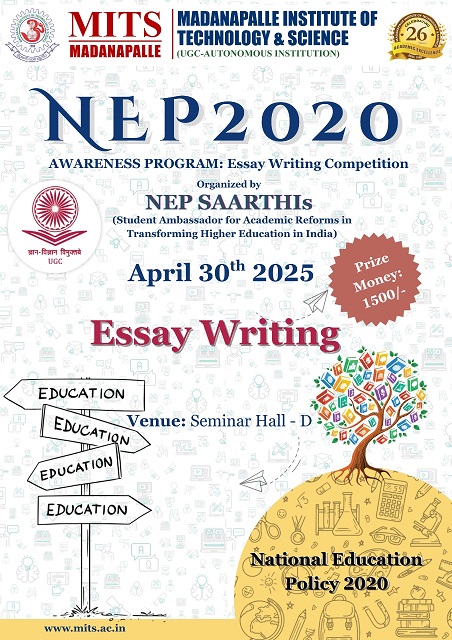 MITS
MADANAPALLE
MADANAPALLE INSTITUTE OF
TECHNOLOGY & SCIENCE
(UGC-AUTONOMOUS INSTITUTION)
26
ACADEMIC EXCELLENCE
NEP2020
AWARENESS PROGRAM: Essay Writing Competition
Organized by
NEP SAARTHIs
(Student Ambassador for Academic Reforms in
Transforming Higher Education in India)
ज्ञान-विज्ञान विमुक्तये
UGC
April 30th 2025
Prize
Money:
1500/-
Essay Writing
EDUCATION
EDUCATION
EDUCATION
EDUCATION
Venue: Seminar Hall - D
National Education
Policy 2020
www.mits.ac.in